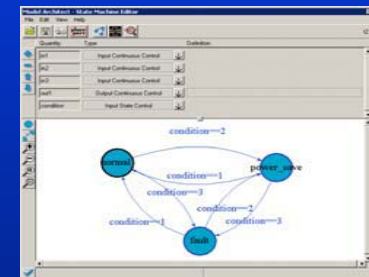 Model Architect - State Machine Editor
File Edit View Help
Quantity Type Definition
in1 Input Continuous Control
in2 Input Continuous Control
in3 Input Continuous Control
out1 Output Continuous Control
condition Input State Control
condition==2
normal
power_save
condition==1
condition==3
condition==2
condition==1
condition==3
fault